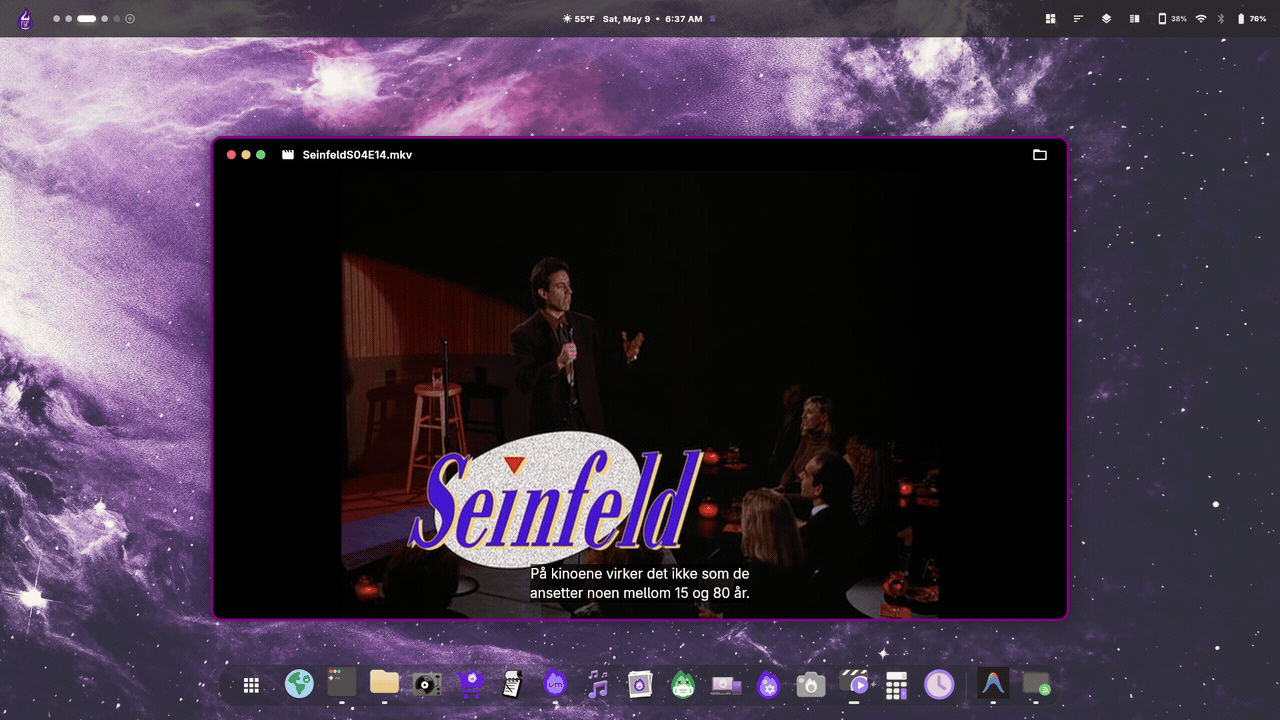 55°F Sat, May 9 • 6:37 AM
38%
76%
SeinfeldS04E14.mkv
Seinfeld
På kinoene virker det ikke som de
ansetter noen mellom 15 og 80 år.